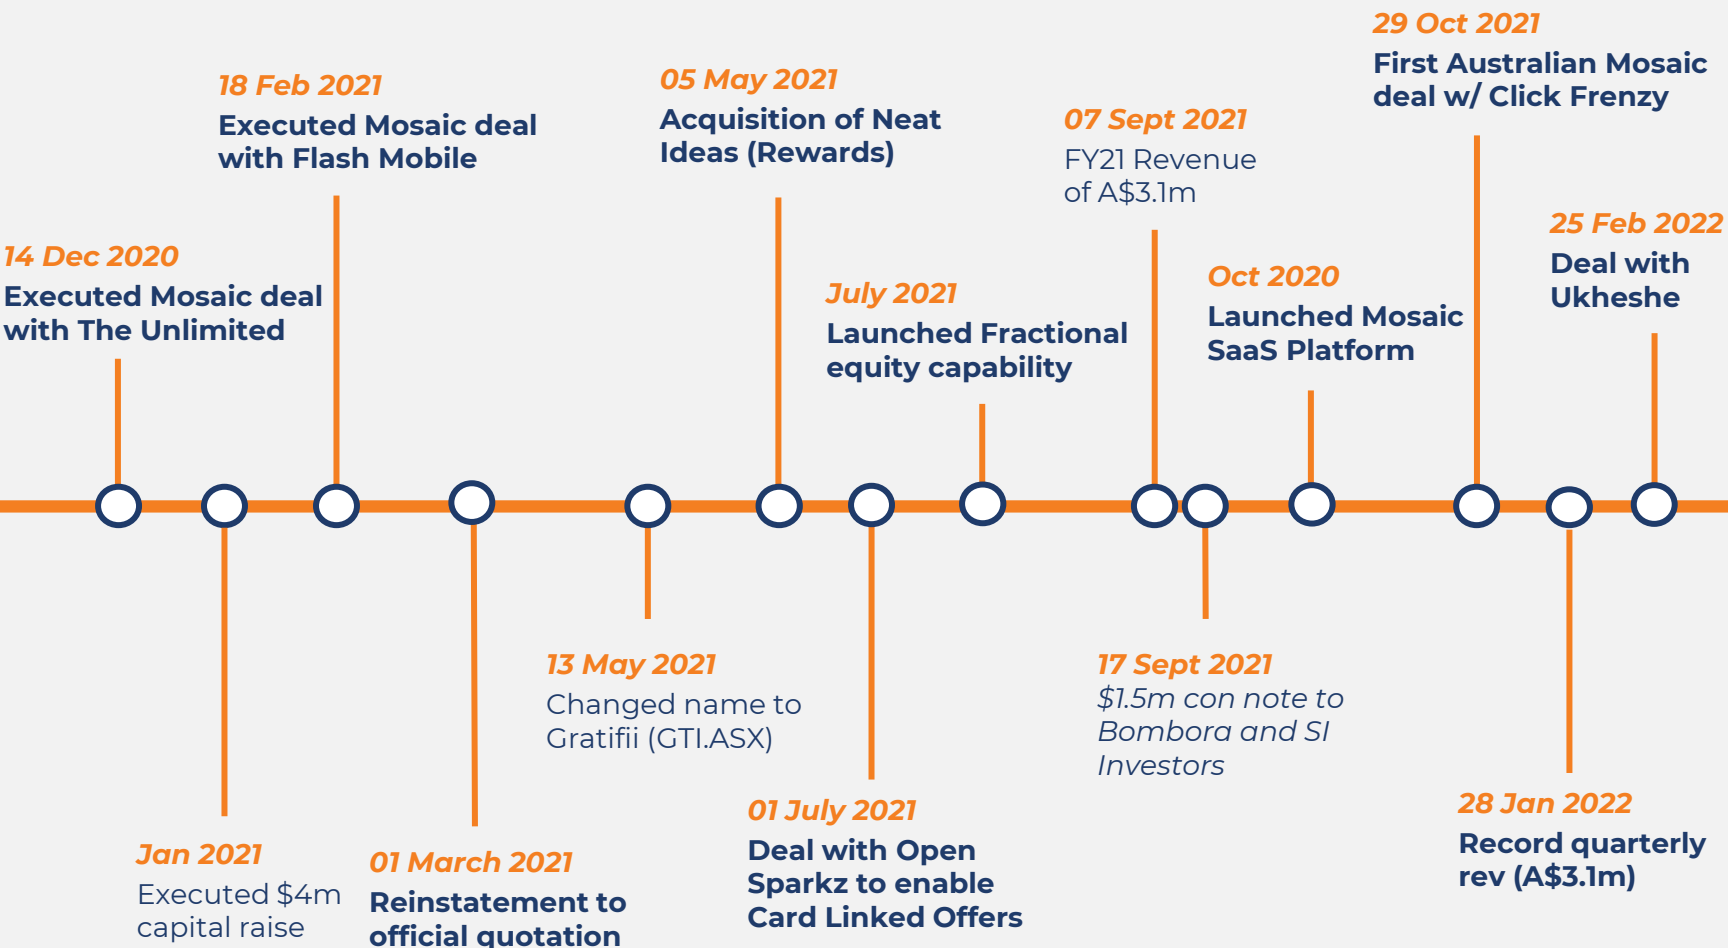 14 Dec 2020
Executed Mosaic deal
with The Unlimited
Jan 2021
Executed $4m
capital raise
18 Feb 2021
Executed Mosaic deal
with Flash Mobile
01 March 2021
Reinstatement to
official quotation
13 May 2021
Changed name to
Gratifii (GTI.ASX)
05 May 2021
Acquisition of Neat
Ideas (Rewards)
01 July 2021
Deal with Open
Sparkz to enable
Card Linked Offers
July 2021
Launched Fractional
equity capability
07 Sept 2021
FY21 Revenue
of A$3.1m
17 Sept 2021
$1.5m con note to
Bombora and SI
Investors
Oct 2020
Launched Mosaic
SaaS Platform
29 Oct 2021
First Australian Mosaic
deal w/ Click Frenzy
28 Jan 2022
Record quarterly
rev (A$3.1m)
25 Feb 2022
Deal with
Ukheshe